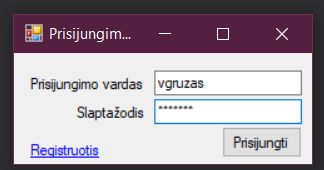 Prisijungim...
Prisijungimo vardas vgruzas
Slaptažodis *******
Registruotis Prisijungti